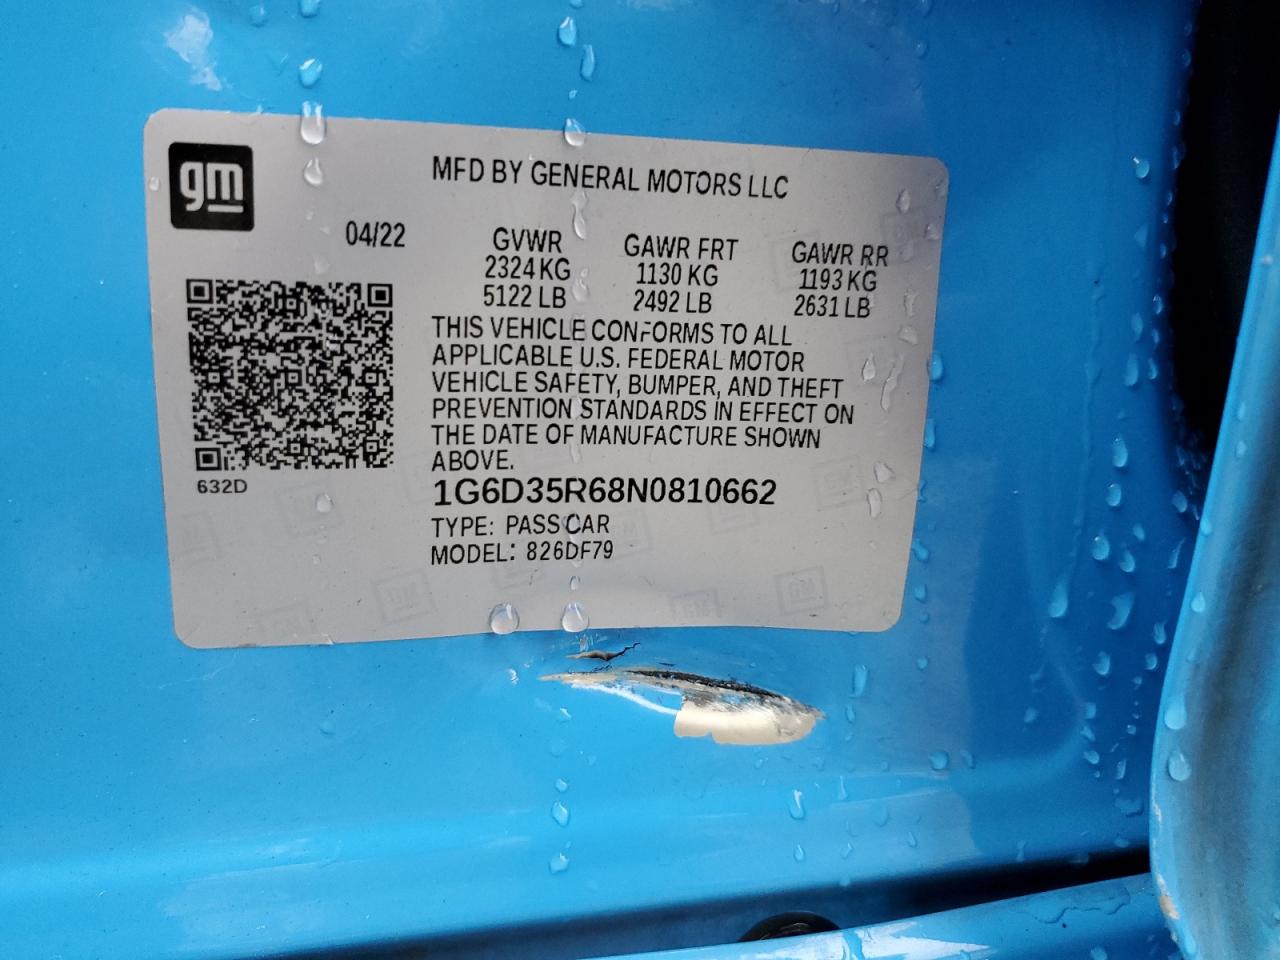 gm
MFD BY GENERAL MOTORS LLC
04/22
GVWR GAWR FRT GAWR RR
2324 KG 1130 KG 1193 KG
5122 LB 2492 LB 2631 LB
THIS VEHICLE CONFORMS TO ALL
APPLICABLE U.S. FEDERAL MOTOR
VEHICLE SAFETY, BUMPER, AND THEFT
PREVENTION STANDARDS IN EFFECT ON
THE DATE OF MANUFACTURE SHOWN
ABOVE.
632D
1G6D35R68N0810662
TYPE: PASS CAR
MODEL: 826DF79